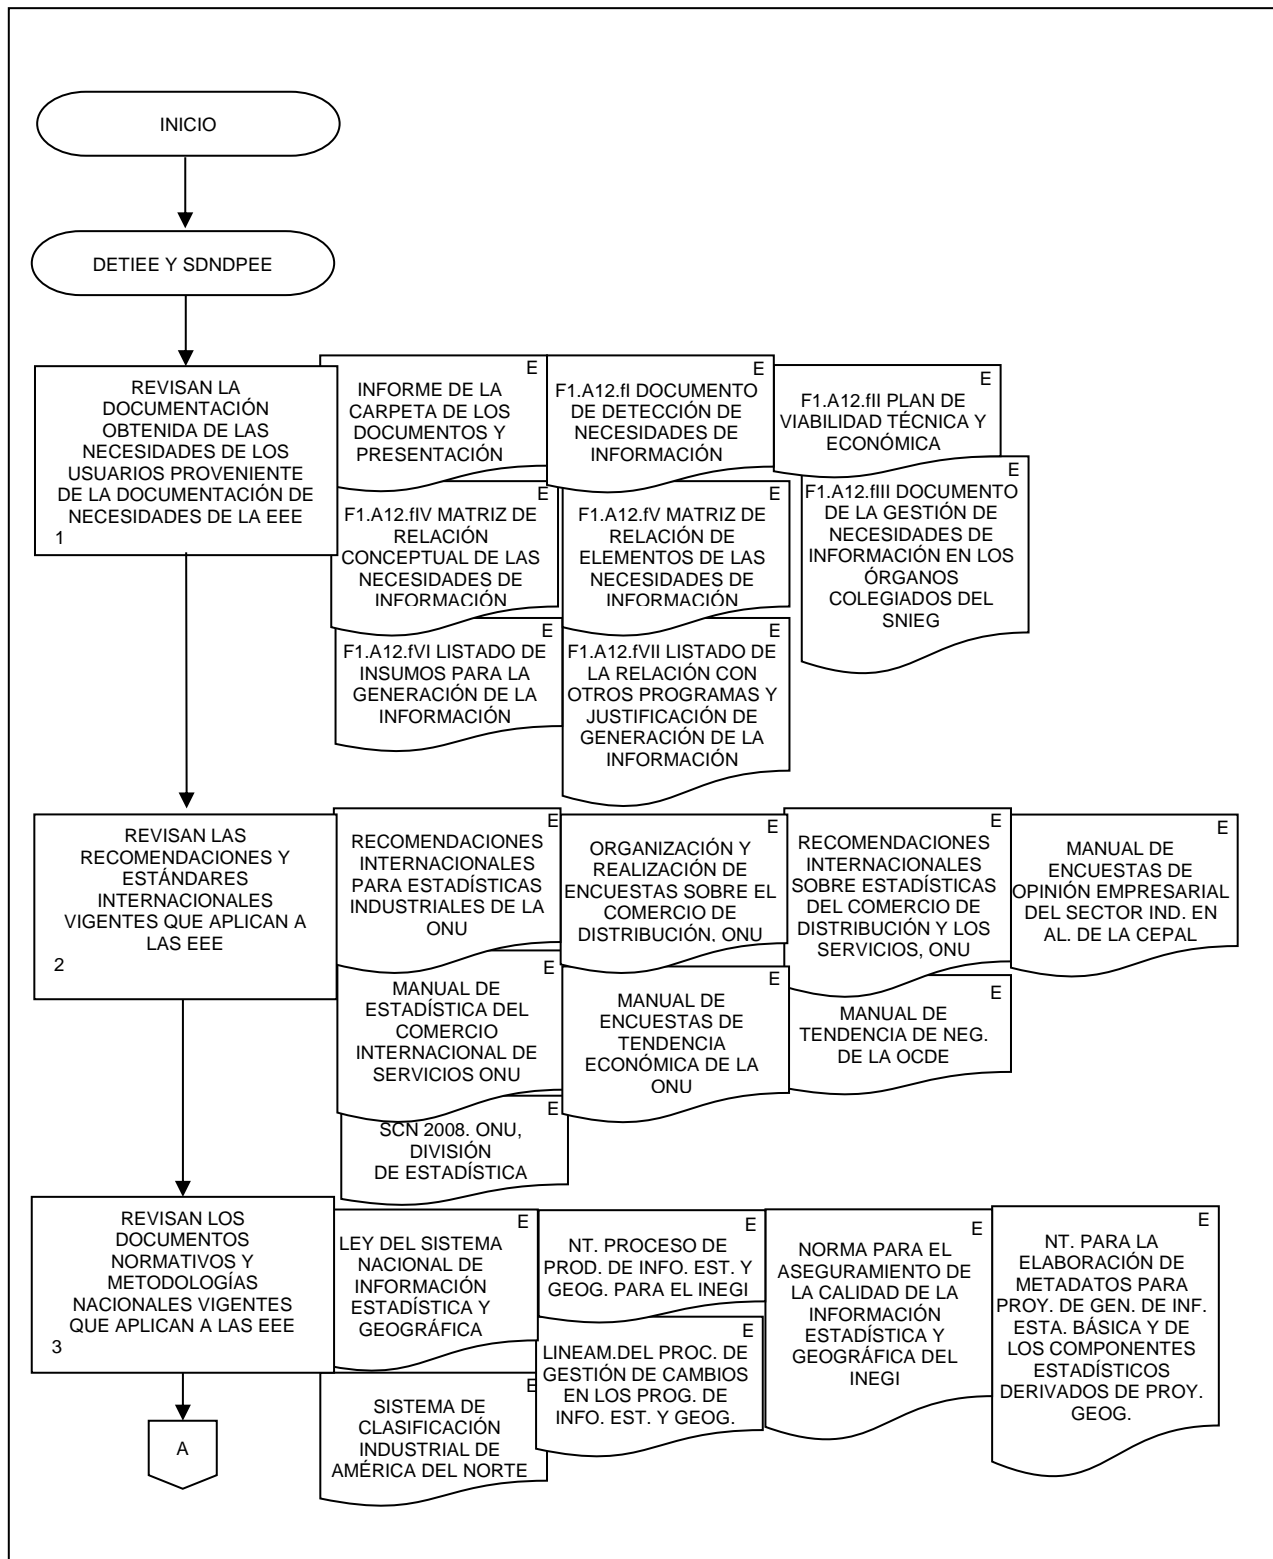 INICIO
DETIEE Y SDNDPEE
REVISAN LA
DOCUMENTACIÓN
OBTENIDA DE LAS
NECESIDADES DE LOS
USUARIOS PROVENIENTE
DE LA DOCUMENTACIÓN DE
NECESIDADES DE LA EEE
1
E
INFORME DE LA
CARPETA DE LOS
DOCUMENTOS Y
PRESENTACIÓN
E
F1.A12.fI DOCUMENTO
DE DETECCIÓN DE
NECESIDADES DE
INFORMACIÓN
E
F1.A12.fII PLAN DE
VIABILIDAD TÉCNICA Y
ECONÓMICA
E
F1.A12.fIV MATRIZ DE
RELACIÓN
CONCEPTUAL DE LAS
NECESIDADES DE
INFORMACIÓN
E
F1.A12.fV MATRIZ DE
RELACIÓN DE
ELEMENTOS DE LAS
NECESIDADES DE
INFORMACIÓN
E
F1.A12.fIII DOCUMENTO
DE LA GESTIÓN DE
NECESIDADES DE
INFORMACIÓN EN LOS
ÓRGANOS
COLEGIADOS DEL
SNIEG
E
F1.A12.fVI LISTADO DE
INSUMOS PARA LA
GENERACIÓN DE LA
INFORMACIÓN
E
F1.A12.fVII LISTADO DE
LA RELACIÓN CON
OTROS PROGRAMAS Y
JUSTIFICACIÓN DE
GENERACIÓN DE LA
INFORMACIÓN
REVISAN LAS
RECOMENDACIONES Y
ESTÁNDARES
INTERNACIONALES
VIGENTES QUE APLICAN A
LAS EEE
2
E
RECOMENDACIONES
INTERNACIONALES
PARA ESTADÍSTICAS
INDUSTRIALES DE LA
ONU
E
ORGANIZACIÓN Y
REALIZACIÓN DE
ENCUESTAS SOBRE EL
COMERCIO DE
DISTRIBUCIÓN, ONU
E
RECOMENDACIONES
INTERNACIONALES
SOBRE ESTADÍSTICAS
DEL COMERCIO DE
DISTRIBUCIÓN Y LOS
SERVICIOS, ONU
E
MANUAL DE
ENCUESTAS DE
OPINIÓN EMPRESARIAL
DEL SECTOR IND. EN
AL. DE LA CEPAL
E
MANUAL DE
ESTADÍSTICA DEL
COMERCIO
INTERNACIONAL DE
SERVICIOS ONU
E
MANUAL DE
ENCUESTAS DE
TENDENCIA
ECONÓMICA DE LA
ONU
E
MANUAL DE
TENDENCIA DE NEG.
DE LA OCDE
E
SCN 2008. ONU,
DIVISIÓN
DE ESTADÍSTICA
REVISAN LOS
DOCUMENTOS
NORMATIVOS Y
METODOLOGÍAS
NACIONALES VIGENTES
QUE APLICAN A LAS EEE
3
E
LEY DEL SISTEMA
NACIONAL DE
INFORMACIÓN
ESTADÍSTICA Y
GEOGRÁFICA
E
NT. PROCESO DE
PROD. DE INFO. EST. Y
GEOG. PARA EL INEGI
E
NORMA PARA EL
ASEGURAMIENTO DE
LA CALIDAD DE LA
INFORMACIÓN
ESTADÍSTICA Y
GEOGRÁFICA DEL
INEGI
E
NT. PARA LA
ELABORACIÓN DE
METADATOS PARA
PROY. DE GEN. DE INF.
ESTA. BÁSICA Y DE
LOS COMPONENTES
ESTADÍSTICOS
DERIVADOS DE PROY.
GEOG.
E
LINEAM.DEL PROC. DE
GESTIÓN DE CAMBIOS
EN LOS PROG. DE
INFO. EST. Y GEOG.
E
SISTEMA DE
CLASIFICACIÓN
INDUSTRIAL DE
AMÉRICA DEL NORTE
A